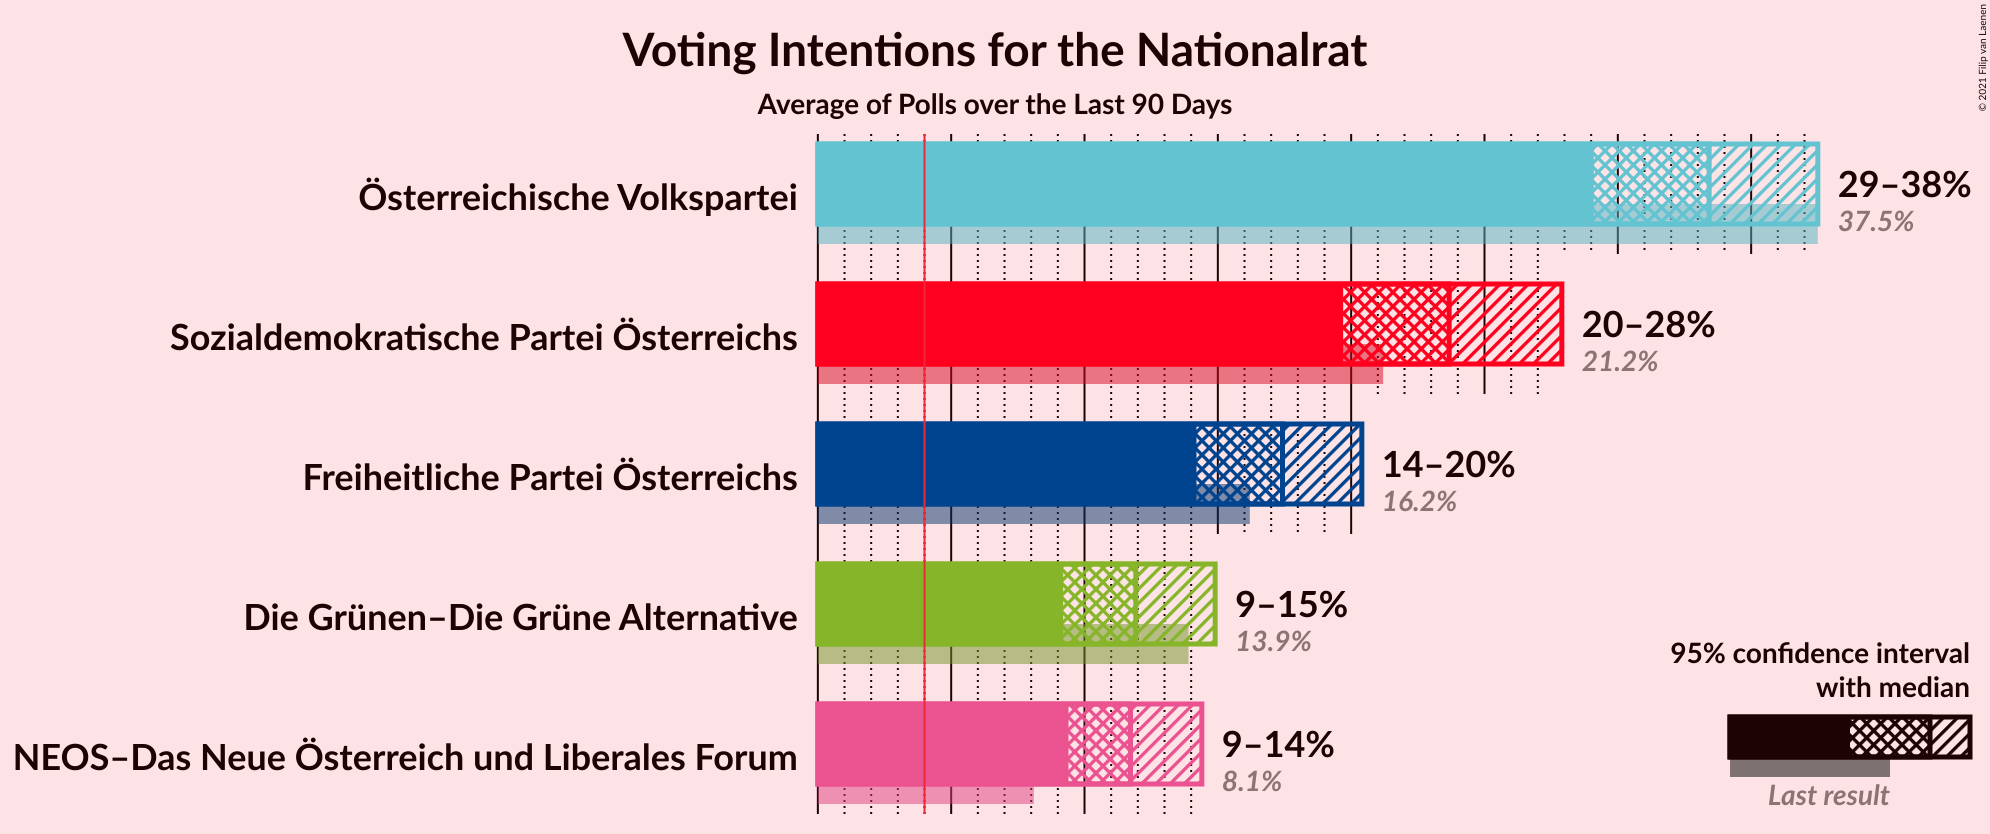 Voting Intentions for the Nationalrat
Average of Polls over the Last 90 Days
© 2021 Filip van Laenen
Österreichische Volkspartei
29–38%
37.5%
Sozialdemokratische Partei Österreichs
20–28%
21.2%
Freiheitliche Partei Österreichs
14–20%
16.2%
Die Grünen–Die Grüne Alternative
9–15%
13.9%
NEOS–Das Neue Österreich und Liberales Forum
9–14%
8.1%
95% confidence interval
with median
Last result